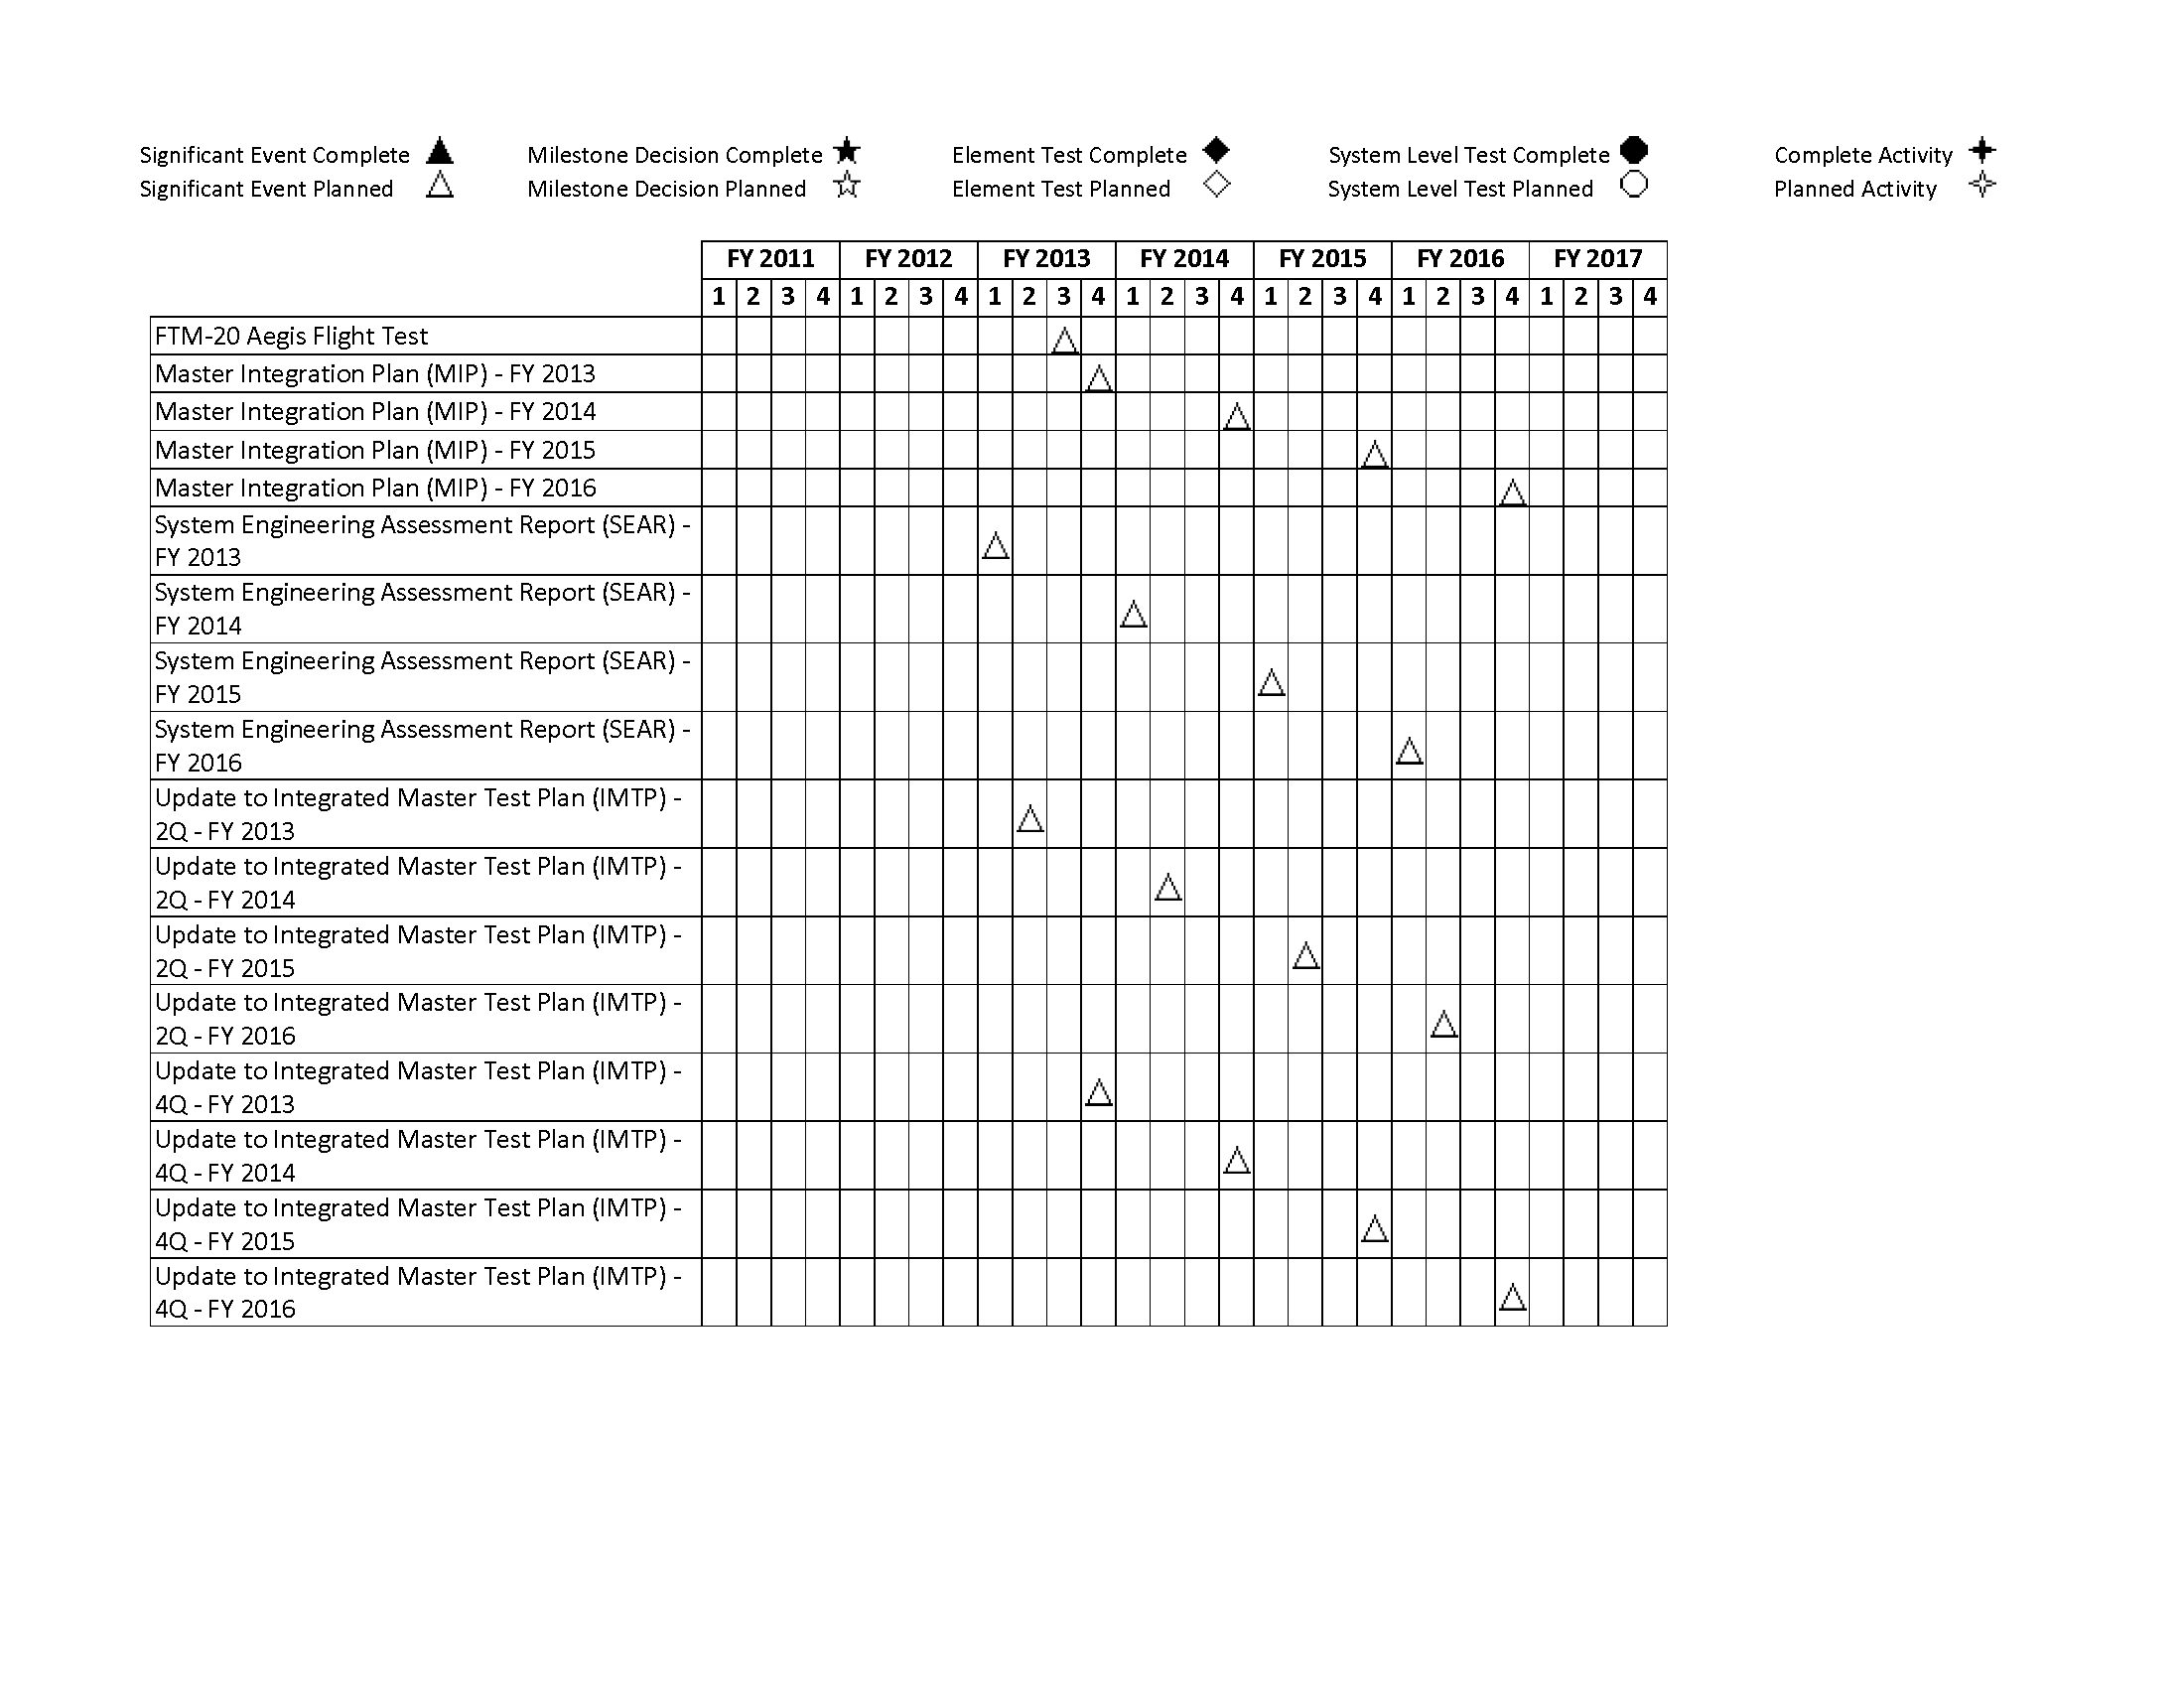 Significant Event Complete Milestone Decision Complete Element Test Complete System Level Test Complete Complete Activity
Significant Event Planned Milestone Decision Planned Element Test Planned System Level Test Planned Planned Activity
FY 2011 FY 2012 FY 2013 FY 2014 FY 2015 FY 2016 FY 2017
1 2 3 4 1 2 3 4 1 2 3 4 1 2 3 4 1 2 3 4 1 2 3 4 1 2 3 4
FTM-20 Aegis Flight Test
Master Integration Plan (MIP) - FY 2013
Master Integration Plan (MIP) - FY 2014
Master Integration Plan (MIP) - FY 2015
Master Integration Plan (MIP) - FY 2016
System Engineering Assessment Report (SEAR) -
FY 2013
System Engineering Assessment Report (SEAR) -
FY 2014
System Engineering Assessment Report (SEAR) -
FY 2015
System Engineering Assessment Report (SEAR) -
FY 2016
Update to Integrated Master Test Plan (IMTP) -
2Q - FY 2013
Update to Integrated Master Test Plan (IMTP) -
2Q - FY 2014
Update to Integrated Master Test Plan (IMTP) -
2Q - FY 2015
Update to Integrated Master Test Plan (IMTP) -
2Q - FY 2016
Update to Integrated Master Test Plan (IMTP) -
4Q - FY 2013
Update to Integrated Master Test Plan (IMTP) -
4Q - FY 2014
Update to Integrated Master Test Plan (IMTP) -
4Q - FY 2015
Update to Integrated Master Test Plan (IMTP) -
4Q - FY 2016